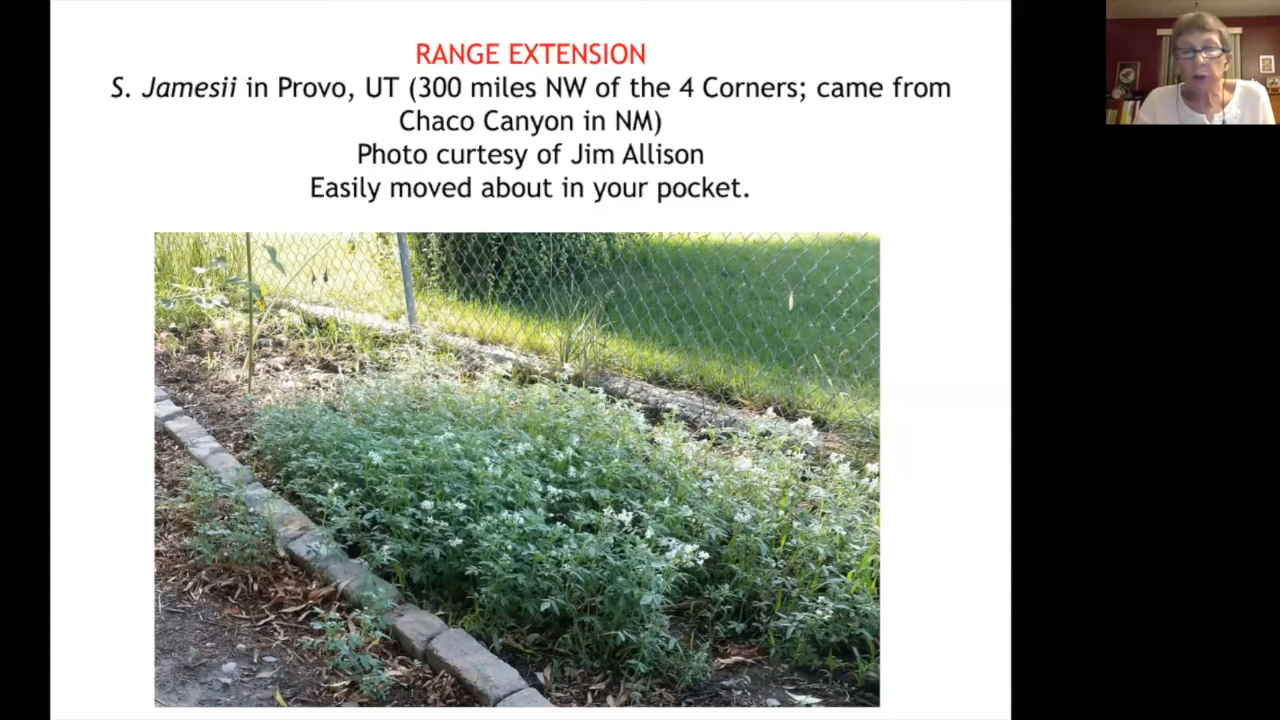 RANGE EXTENSION
S. Jamesii in Provo, UT (300 miles NW of the 4 Corners; came from
Chaco Canyon in NM)
Photo curtesy of Jim Allison
Easily moved about in your pocket.